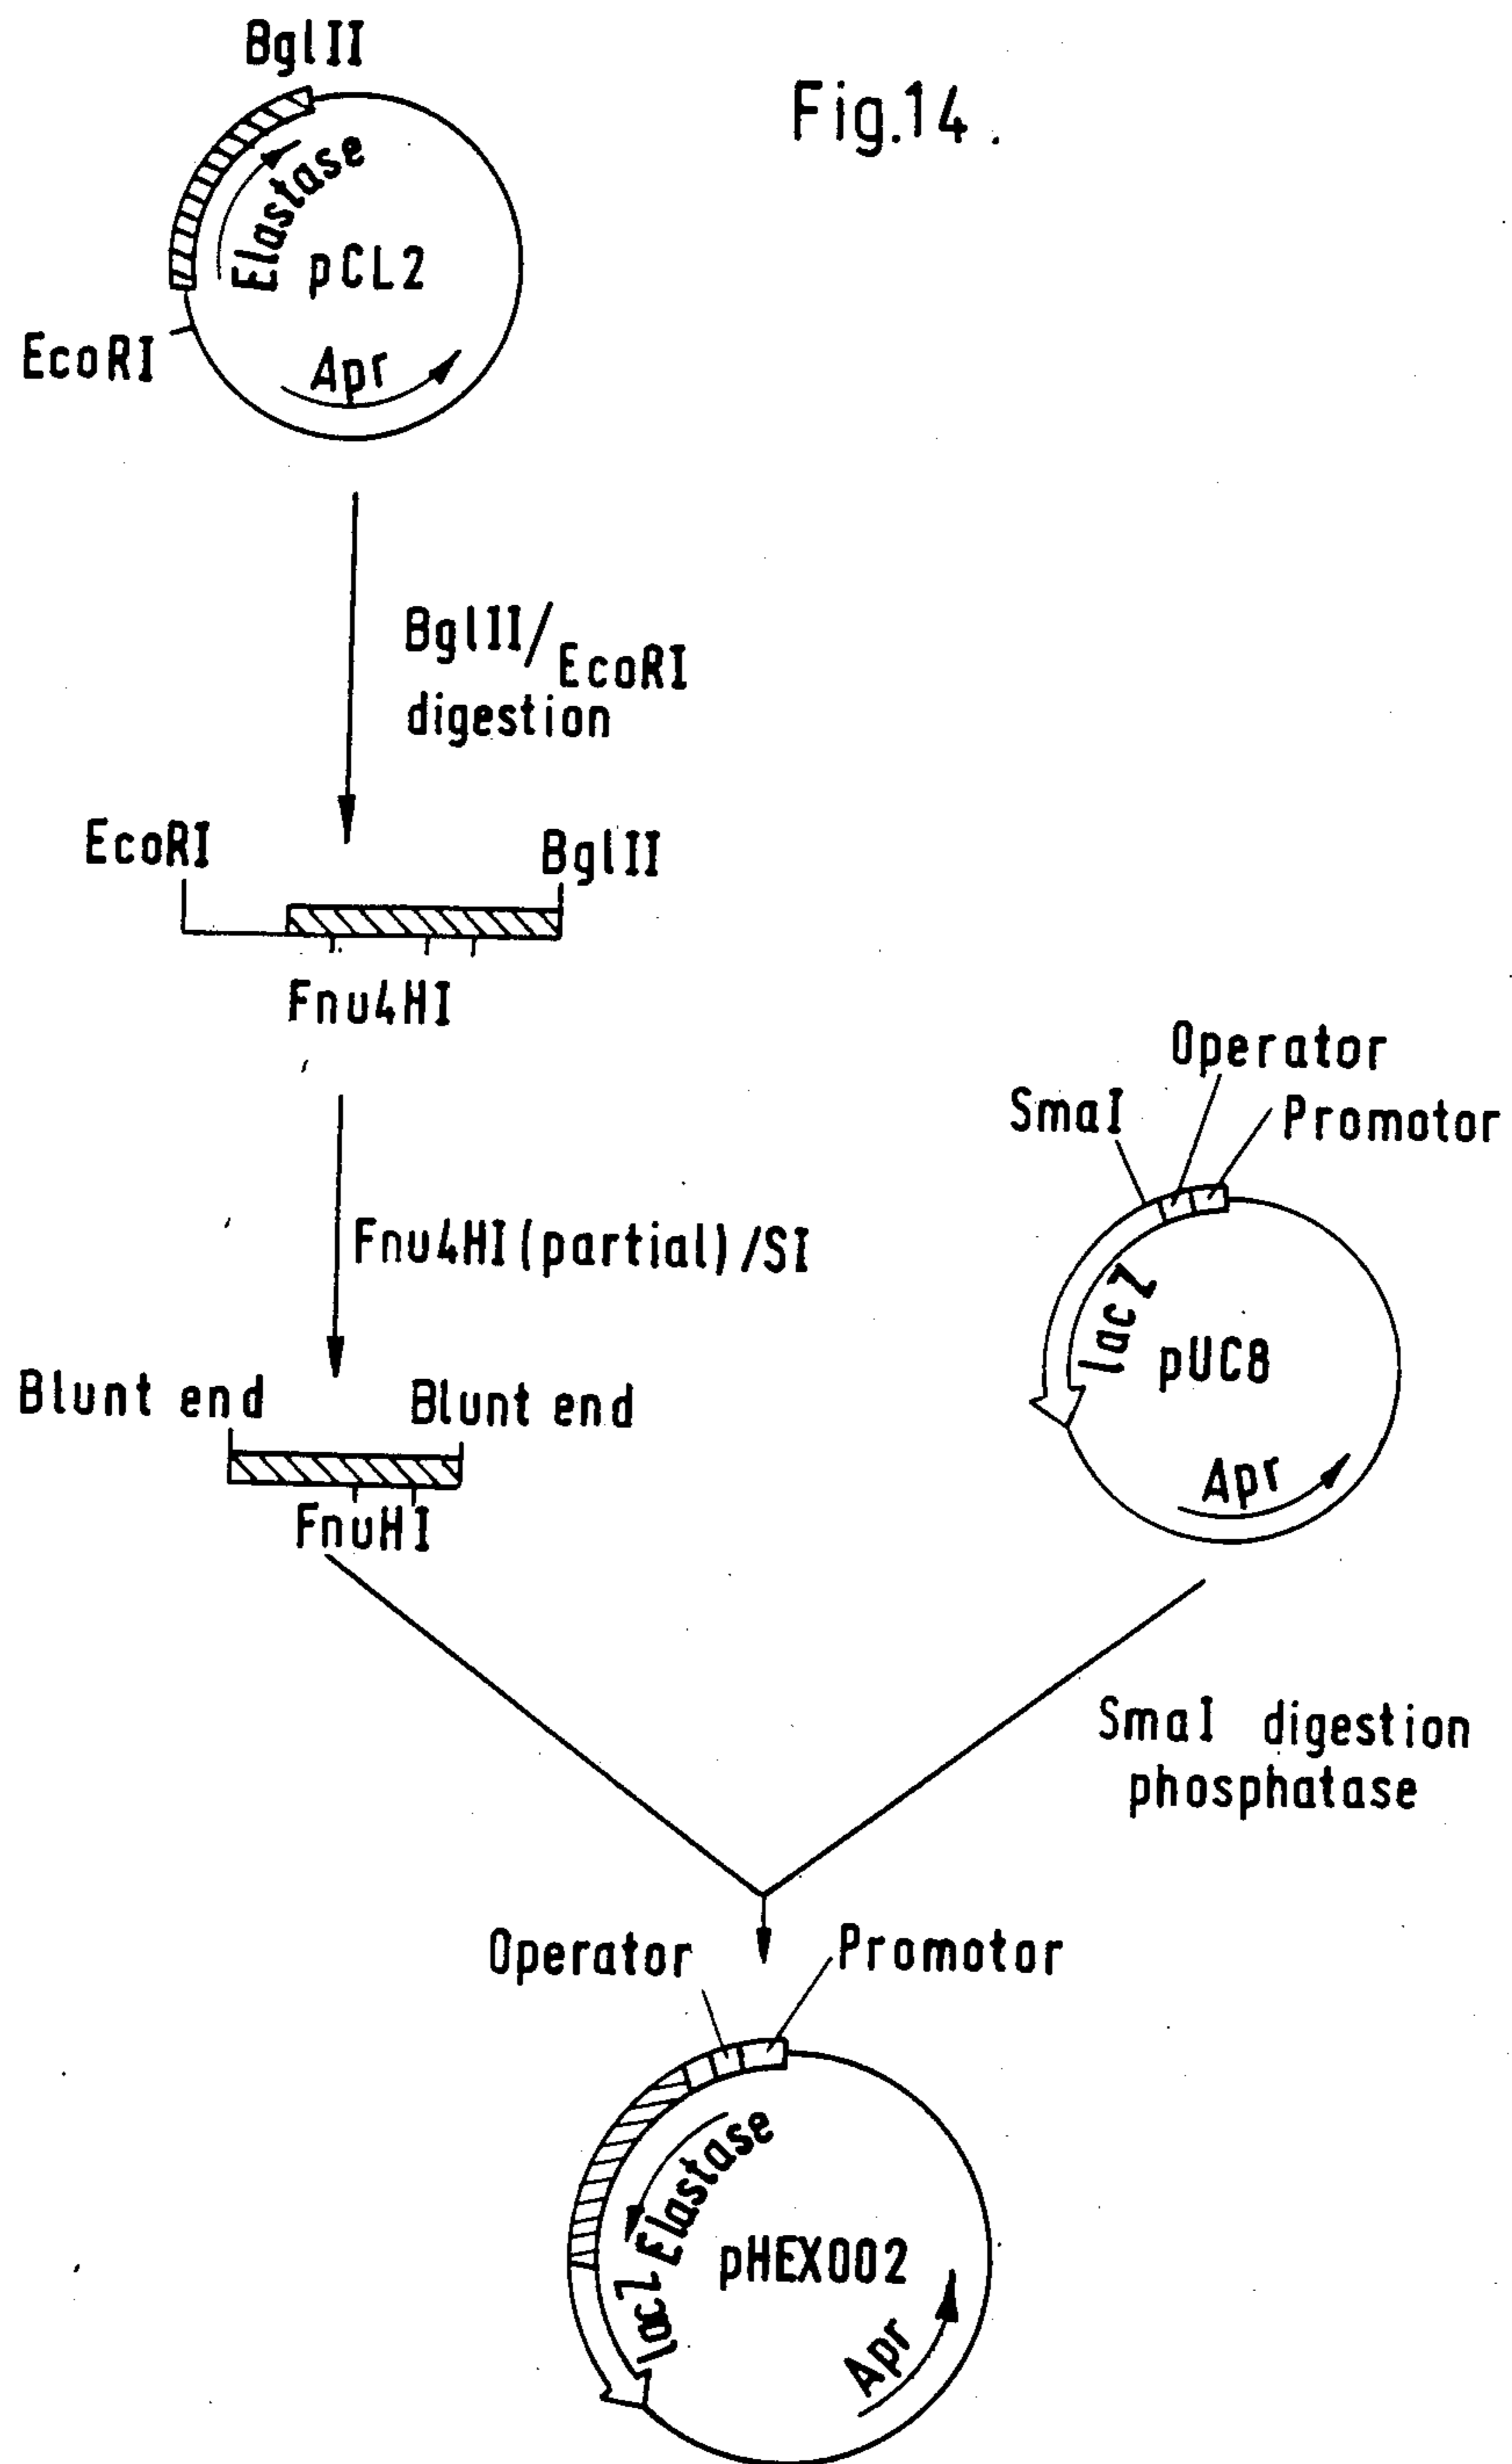 BglII
Fig.14.
Elastase
pCL2
EcoRI
Apr
BglII/EcoRI
digestion
EcoRI
BglII
Fnu4HI
Operator
SmaI
Promotor
Fnu4HI(partial)/SI
lacZ
pUC8
Blunt end
Blunt end
Apr
FnuHI
SmaI digestion
phosphatase
Operator
Promotor
Elastase
pHEX002
lacZ
Apr